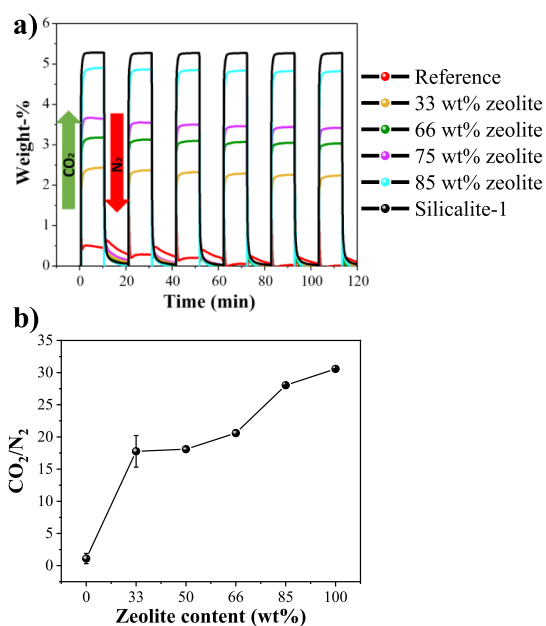 a)
Weight-%
6
5
4
3
2
1
0
CO₂
N₂
0 20 40 60 80 100 120
Time (min)
Reference
33 wt% zeolite
66 wt% zeolite
75 wt% zeolite
85 wt% zeolite
Silicalite-1
b)
CO₂/N₂
35
30
25
20
15
10
5
0
0 33 50 66 85 100
Zeolite content (wt%)